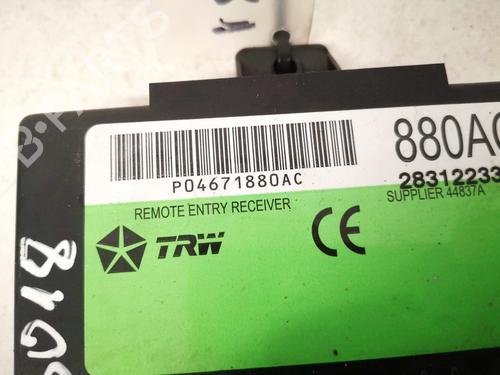 P04671880AC
880AC
28312233
SUPPLIER 44837A
REMOTE ENTRY RECEIVER
TRW
CE